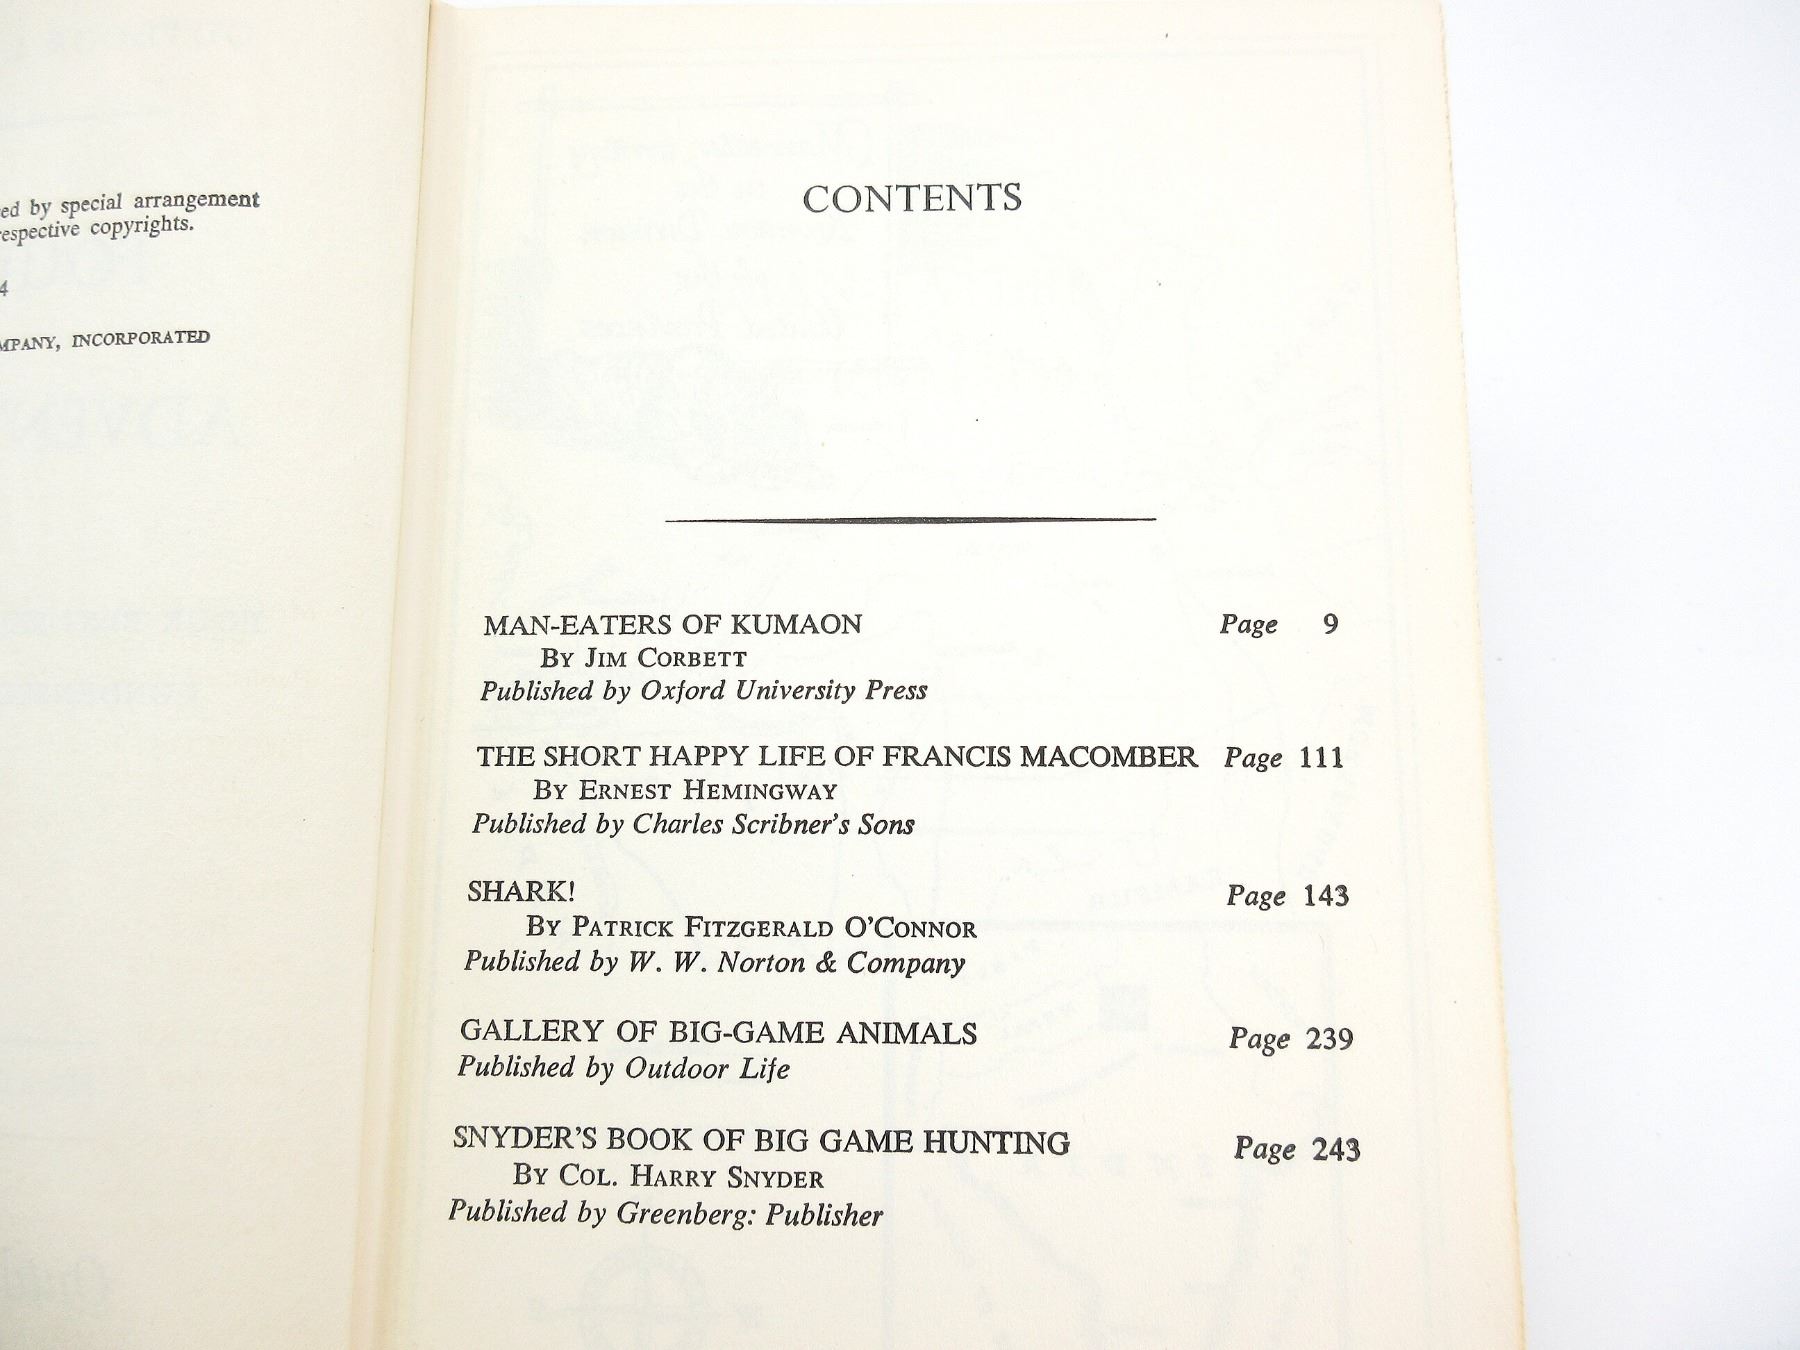 ed by special arrangement
respective copyrights.
4
MPANY, INCORPORATED
CONTENTS
MAN-EATERS OF KUMAON Page 9
BY JIM CORBETT
Published by Oxford University Press
THE SHORT HAPPY LIFE OF FRANCIS MACOMBER Page 111
BY ERNEST HEMINGWAY
Published by Charles Scribner's Sons
SHARK! Page 143
BY PATRICK FITZGERALD O'CONNOR
Published by W. W. Norton & Company
GALLERY OF BIG-GAME ANIMALS Page 239
Published by Outdoor Life
SNYDER'S BOOK OF BIG GAME HUNTING Page 243
BY COL. HARRY SNYDER
Published by Greenberg: Publisher